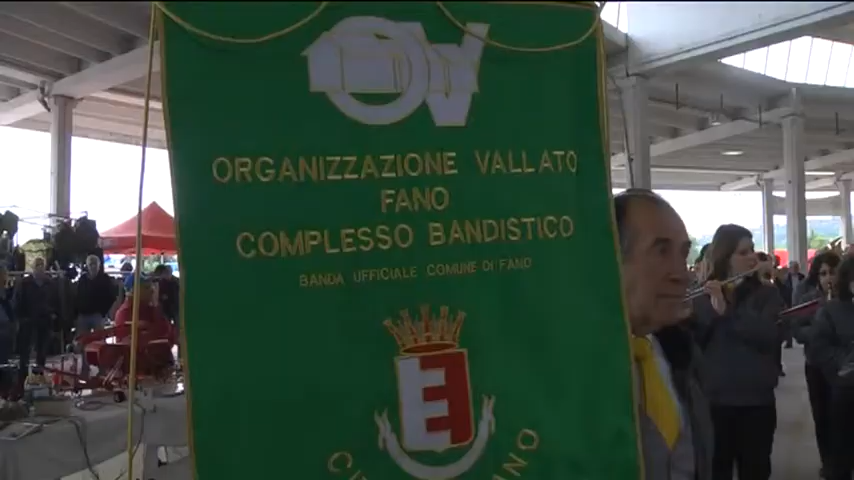 OV
ORGANIZZAZIONE VALLATO
FANO
COMPLESSO BANDISTICO
BANDA UFFICIALE COMUNE DI FANO